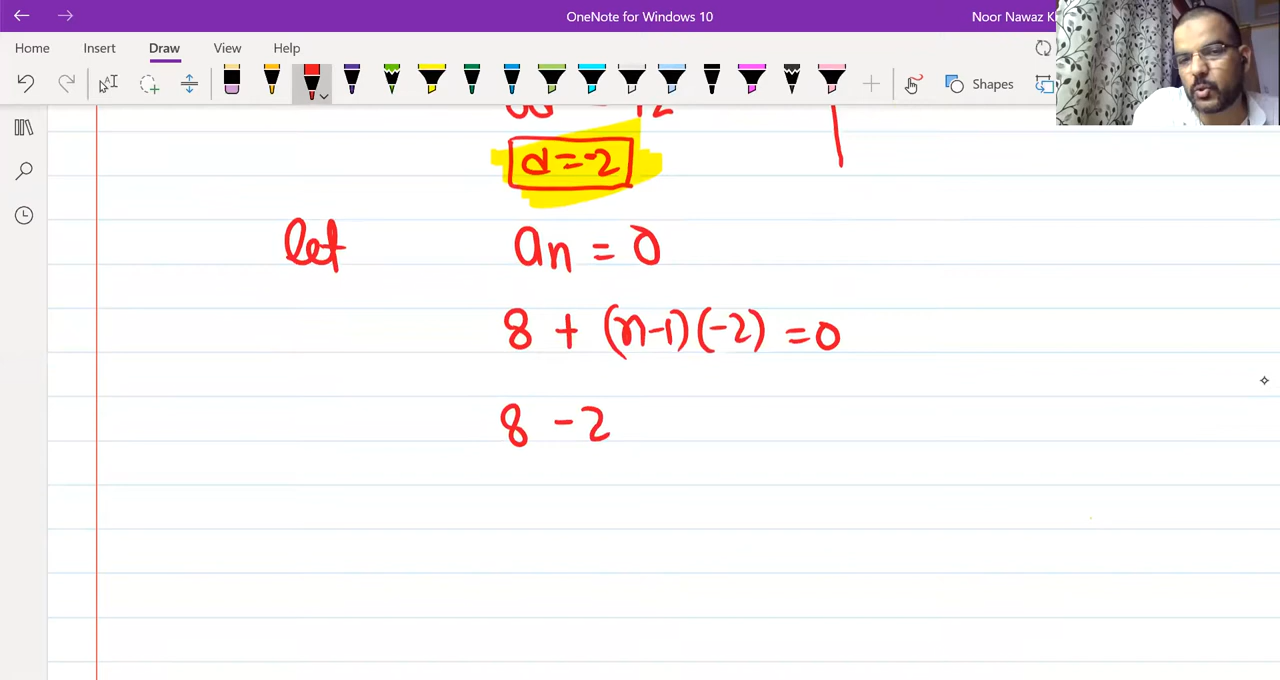 OneNote for Windows 10
Noor Nawaz K
Home Insert Draw View Help
Shapes
d = -2
let an = 0
8 + (n-1)(-2) = 0
8 - 2